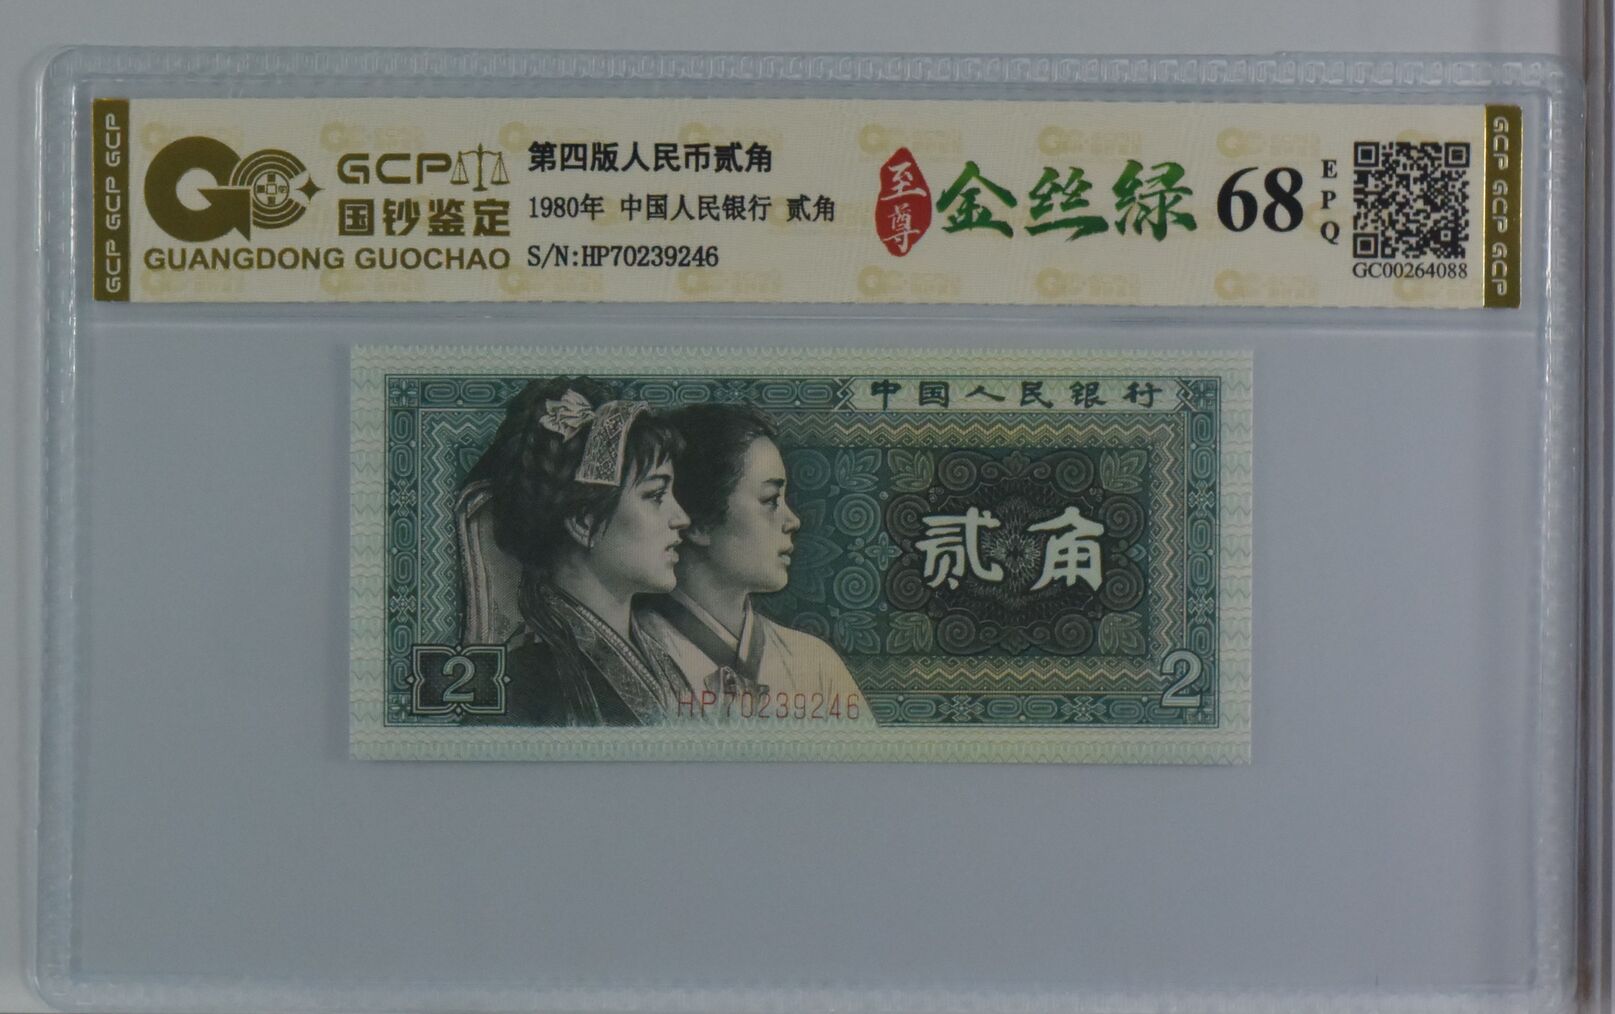 GCP GCP GCP
GCP
国钞鉴定
GUANGDONG GUOCHAO
第四版人民币贰角
1980年 中国人民银行 贰角
S/N:HP70239246
至尊
金丝绿
68
EPQ
GC00264088
GCP GCP GCP
中国人民银行
贰角
2
2
HP70239246